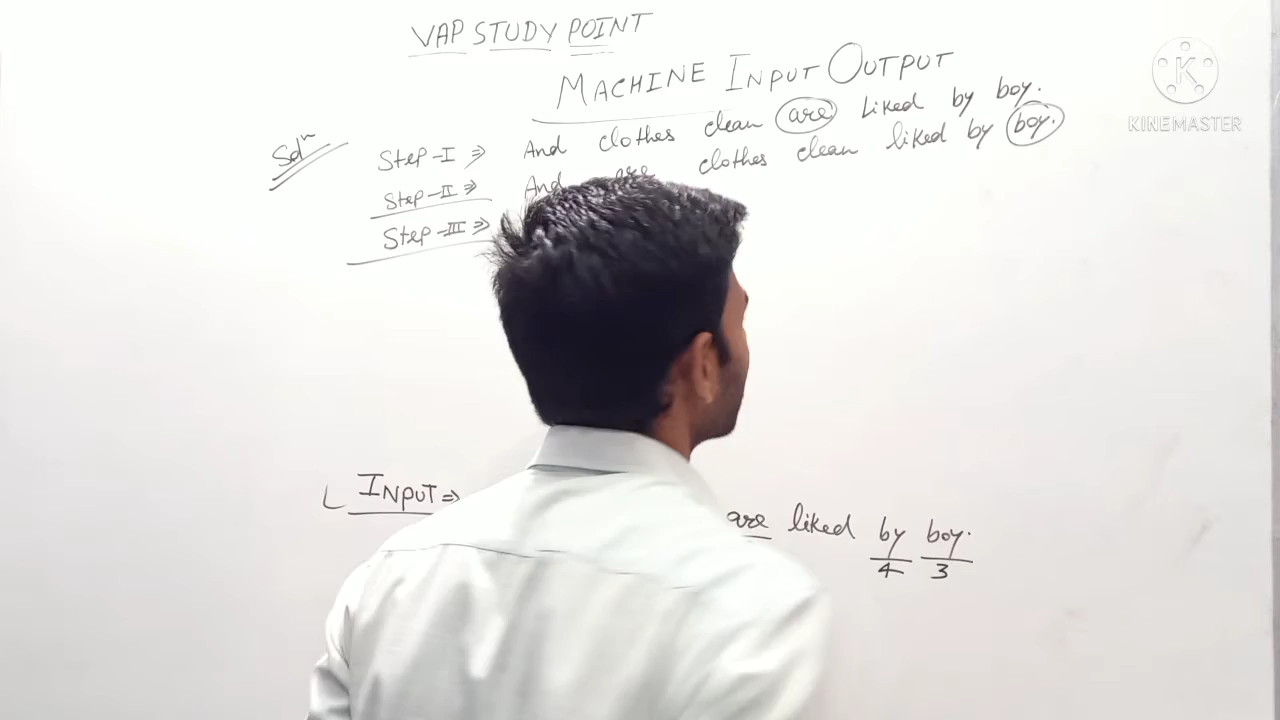 VAP STUDY POINT
MACHINE INPUT OUTPUT
Solⁿ
Step-I ⇒ And clothes clean are liked by boy.
Step-II ⇒ And are clothes clean liked by boy.
Step-III ⇒
INPUT ⇒ are liked by boy.
4 3
KINEMASTER